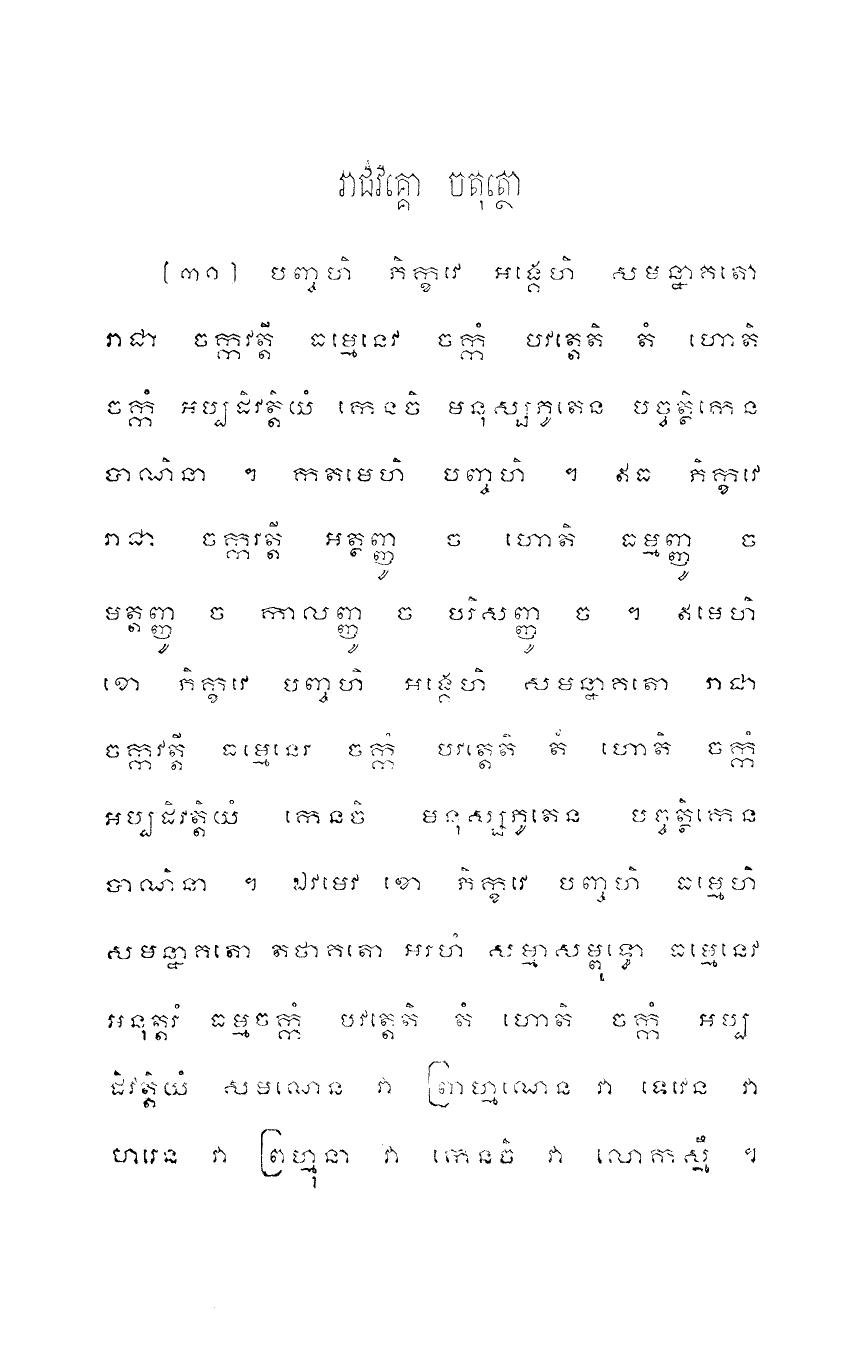 រាជវគ្គោ ចតុត្ថោ
[៣១] បញ្ចហិ ភិក្ខវេ អង្គេហិ សមន្នាគតោ
រាជា ចក្កវត្តី ធម្មេនេវ ចក្កំ បវត្តេតិ តំ ហោតិ
ចក្កំ អប្បដិវត្តិយំ កេនចិ មនុស្សភូតេន បច្ចត្ថិកេន
បាណិនា ។ កតមេហិ បញ្ចហិ ។ ឥធ ភិក្ខវេ
រាជា ចក្កវត្តី អត្ថញ្ញូ ច ហោតិ ធម្មញ្ញូ ច
មត្តញ្ញូ ច កាលញ្ញូ ច បរិសញ្ញូ ច ។ ឥមេហិ
ខោ ភិក្ខវេ បញ្ចហិ អង្គេហិ សមន្នាគតោ រាជា
ចក្កវត្តី ធម្មេនេវ ចក្កំ បវត្តេតិ តំ ហោតិ ចក្កំ
អប្បដិវត្តិយំ កេនចិ មនុស្សភូតេន បច្ចត្ថិកេន
បាណិនា ។ ឯវមេវ ខោ ភិក្ខវេ បញ្ចហិ ធម្មេហិ
សមន្នាគតោ តថាគតោ អរហំ សម្មាសម្ពុទ្ធោ ធម្មេនេវ
អនុត្តរំ ធម្មចក្កំ បវត្តេតិ តំ ហោតិ ចក្កំ អប្ប
ដិវត្តិយំ សមណេន វា ព្រាហ្មណេន វា ទេវេន វា
មារេន វា ព្រហ្មុនា វា កេនចិ វា លោកស្មឹ ។